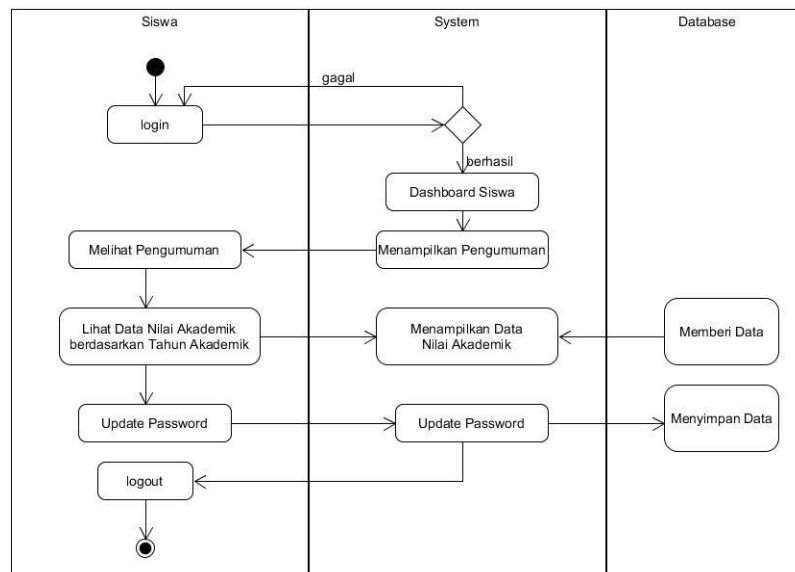 Siswa
System
Database
gagal
login
berhasil
Dashboard Siswa
Melihat Pengumuman
Menampilkan Pengumuman
Lihat Data Nilai Akademik
berdasarkan Tahun Akademik
Menampilkan Data
Nilai Akademik
Memberi Data
Update Password
Update Password
Menyimpan Data
logout